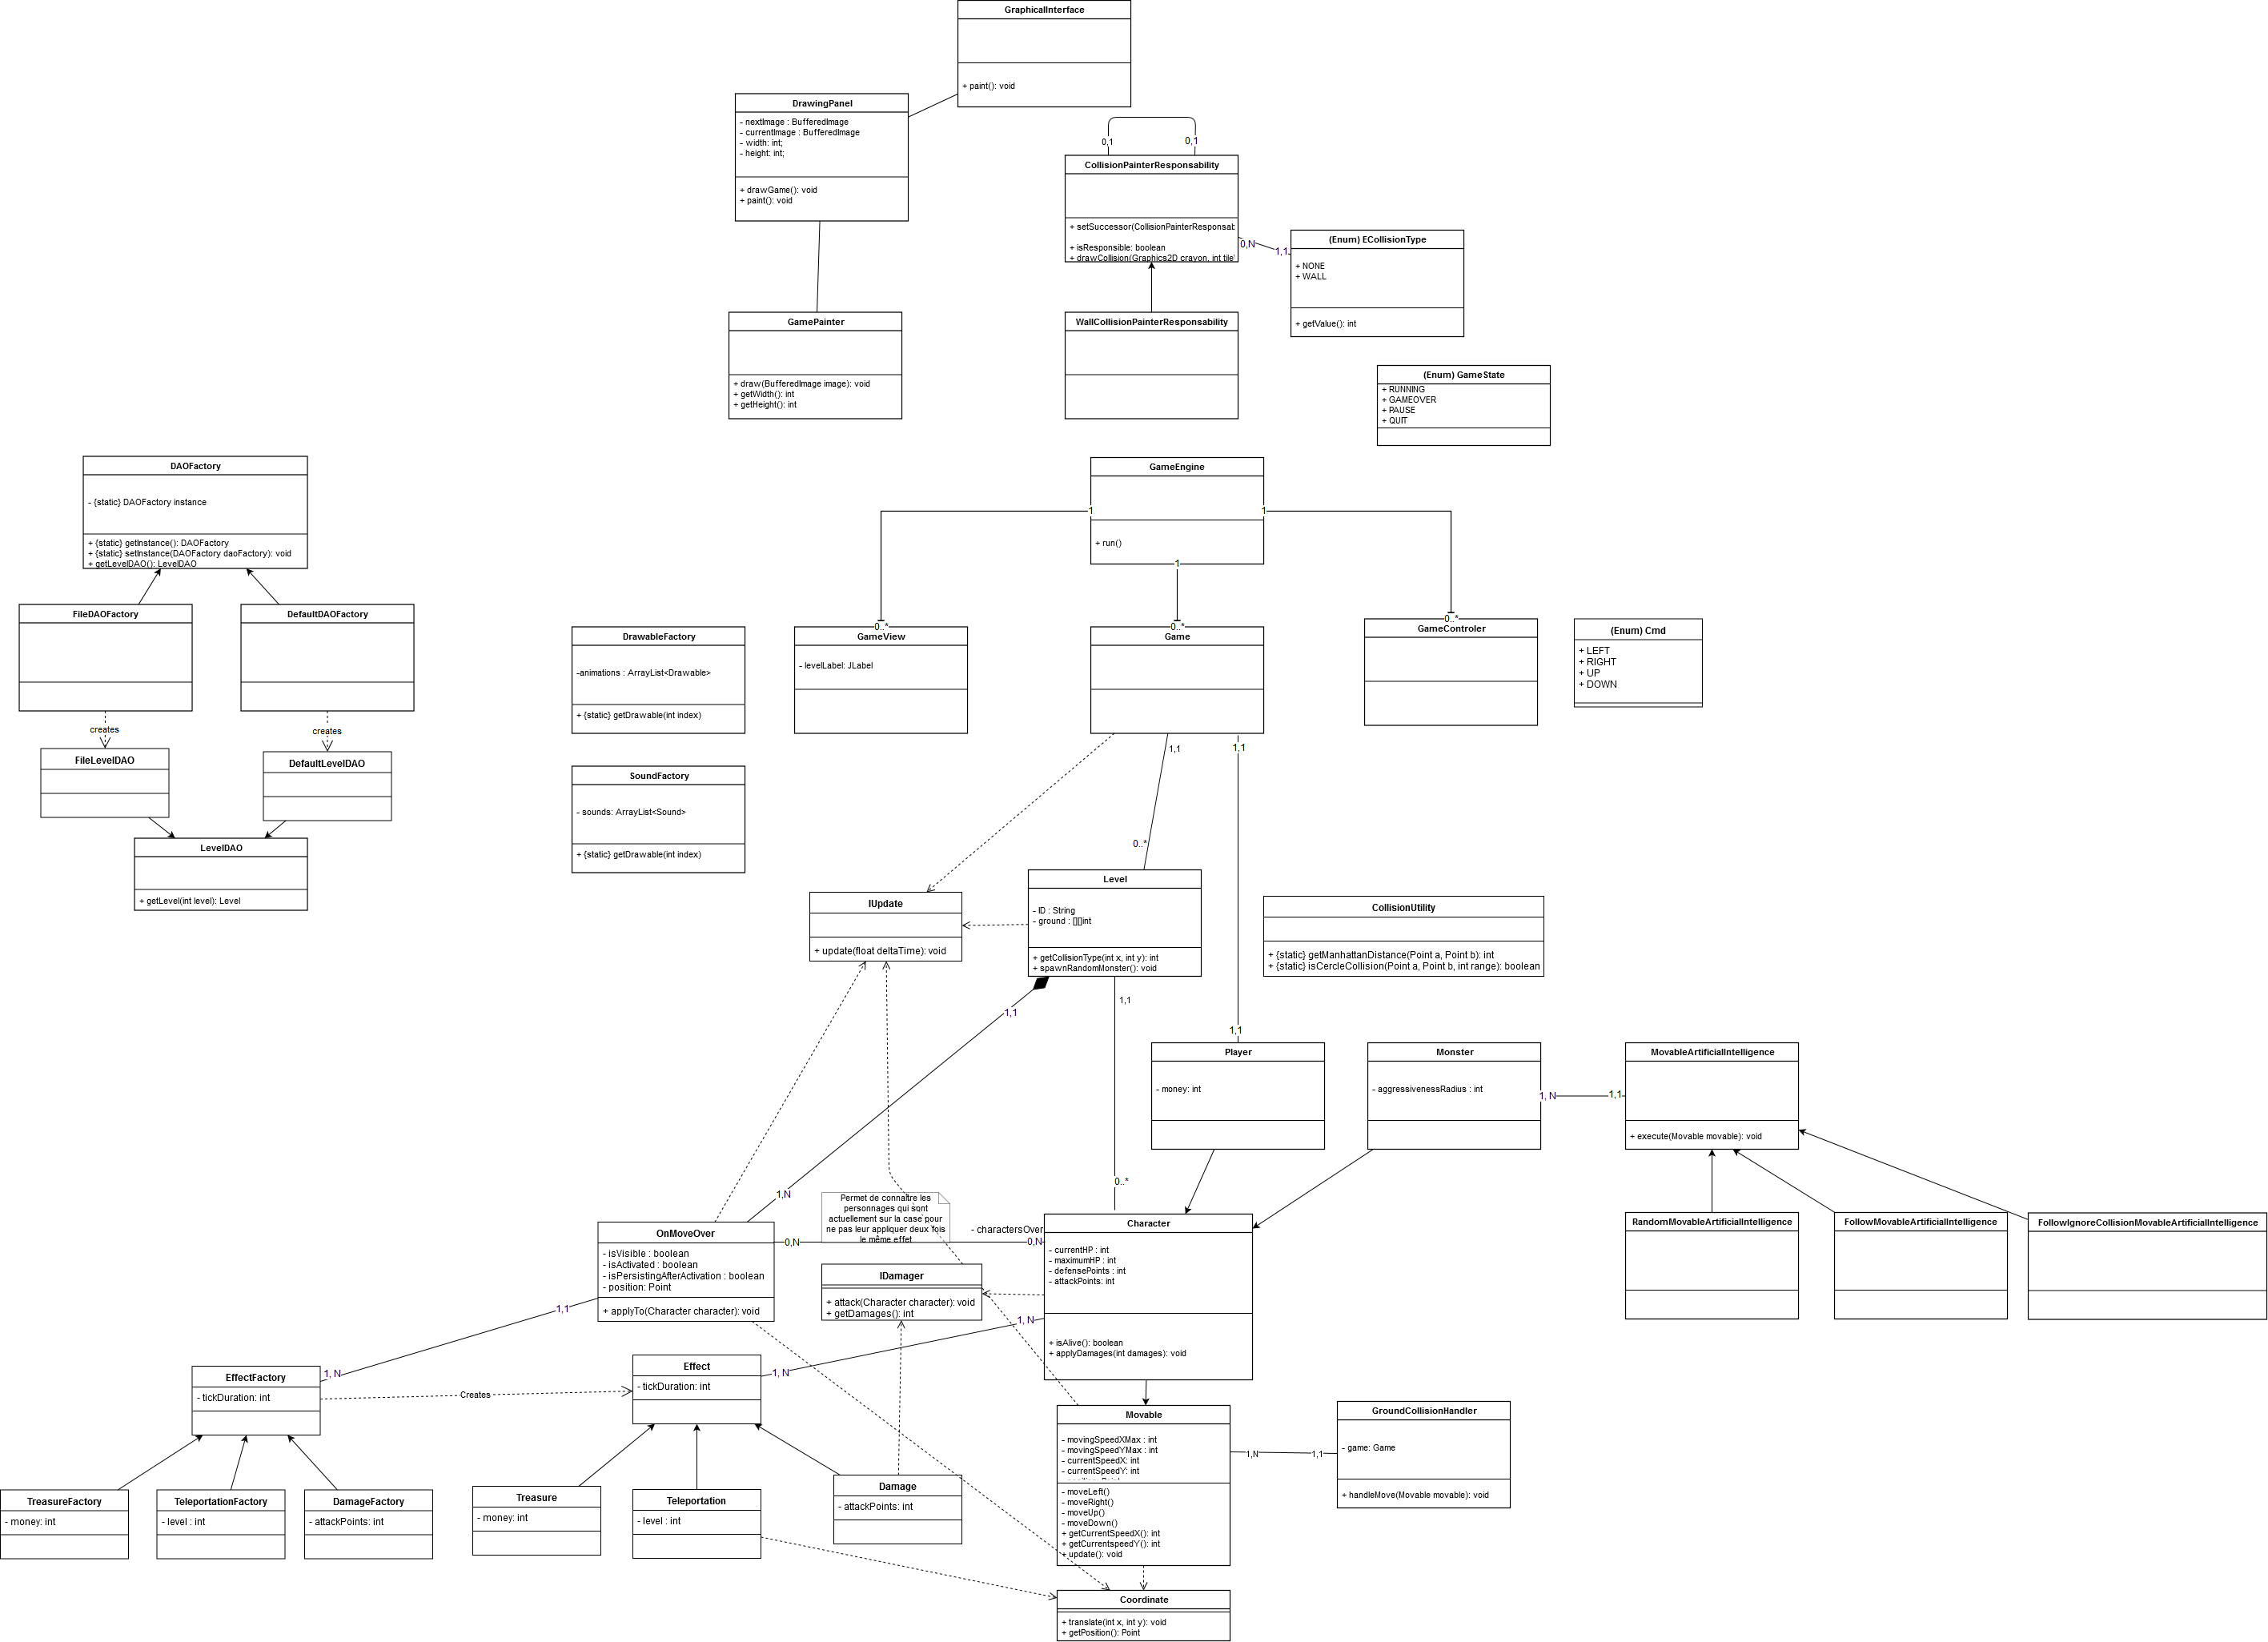 GraphicalInterface
+ paint(): void
DrawingPanel
- nextImage : BufferedImage
- currentImage : BufferedImage
- width: int;
- height: int;
+ drawGame(): void
+ paint(): void
0,1
0,1
CollisionPainterResponsability
+ setSuccessor(CollisionPainterResponsab
+ isResponsible: boolean
+ drawCollision(Graphics2D crayon, int tile
0,N
1,1
(Enum) ECollisionType
+ NONE
+ WALL
+ getValue(): int
GamePainter
+ draw(BufferedImage image): void
+ getWidth(): int
+ getHeight(): int
WallCollisionPainterResponsability
(Enum) GameState
+ RUNNING
+ GAMEOVER
+ PAUSE
+ QUIT
DAOFactory
- {static} DAOFactory instance
+ {static} getInstance(): DAOFactory
+ {static} setInstance(DAOFactory daoFactory): void
+ getLevelDAO(): LevelDAO
FileDAOFactory
DefaultDAOFactory
creates
creates
FileLevelDAO
DefaultLevelDAO
LevelDAO
+ getLevel(int level): Level
GameEngine
+ run()
1
1
1
0..*
0..*
0..*
DrawableFactory
-animations : ArrayList<Drawable>
+ {static} getDrawable(int index)
GameView
- levelLabel: JLabel
Game
GameControler
(Enum) Cmd
+ LEFT
+ RIGHT
+ UP
+ DOWN
SoundFactory
- sounds: ArrayList<Sound>
+ {static} getDrawable(int index)
1,1
1,1
0..*
IUpdate
+ update(float deltaTime): void
Level
- ID : String
- ground : [][]int
+ getCollisionType(int x, int y): int
+ spawnRandomMonster(): void
CollisionUtility
+ {static} getManhattanDistance(Point a, Point b): int
+ {static} isCercleCollision(Point a, Point b, int range): boolean
1,1
1,1
1,1
Player
- money: int
Monster
- aggressivenessRadius : int
1, N
1,1
MovableArtificialIntelligence
+ execute(Movable movable): void
RandomMovableArtificialIntelligence
FollowMovableArtificialIntelligence
FollowIgnoreCollisionMovableArtificialIntelligence
1,N
0..*
Permet de connaitre les
personnages qui sont
actuellement sur la case pour
ne pas leur appliquer deux fois
le même effet
OnMoveOver
- isVisible : boolean
- isActivated : boolean
- isPersistingAfterActivation : boolean
- position: Point
+ applyTo(Character character): void
0,N
- charactersOver
0,N
Character
- currentHP : int
- maximumHP : int
- defensePoints : int
- attackPoints: int
+ isAlive(): boolean
+ applyDamages(int damages): void
IDamager
+ attack(Character character): void
+ getDamages(): int
1,1
1, N
1, N
1, N
EffectFactory
- tickDuration: int
Creates
Effect
- tickDuration: int
Movable
- movingSpeedXMax : int
- movingSpeedYMax : int
- currentSpeedX: int
- currentSpeedY: int
- position: Point
- moveLeft()
- moveRight()
- moveUp()
- moveDown()
+ getCurrentSpeedX(): int
+ getCurrentspeedY(): int
+ update(): void
1,N
1,1
GroundCollisionHandler
- game: Game
+ handleMove(Movable movable): void
TreasureFactory
- money: int
TeleportationFactory
- level : int
DamageFactory
- attackPoints: int
Treasure
- money: int
Teleportation
- level : int
Damage
- attackPoints: int
Coordinate
+ translate(int x, int y): void
+ getPosition(): Point